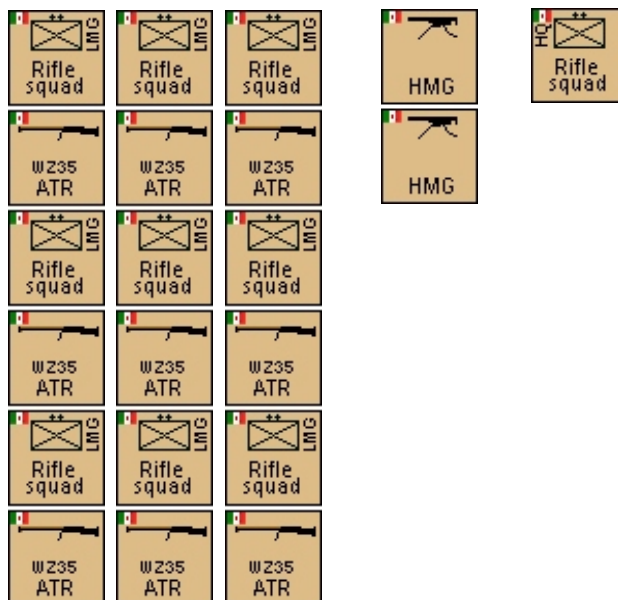 LMG LMG LMG HQ
Rifle squad Rifle squad Rifle squad HMG Rifle squad
WZ35 ATR WZ35 ATR WZ35 ATR HMG
LMG LMG LMG
Rifle squad Rifle squad Rifle squad
WZ35 ATR WZ35 ATR WZ35 ATR
LMG LMG LMG
Rifle squad Rifle squad Rifle squad
WZ35 ATR WZ35 ATR WZ35 ATR